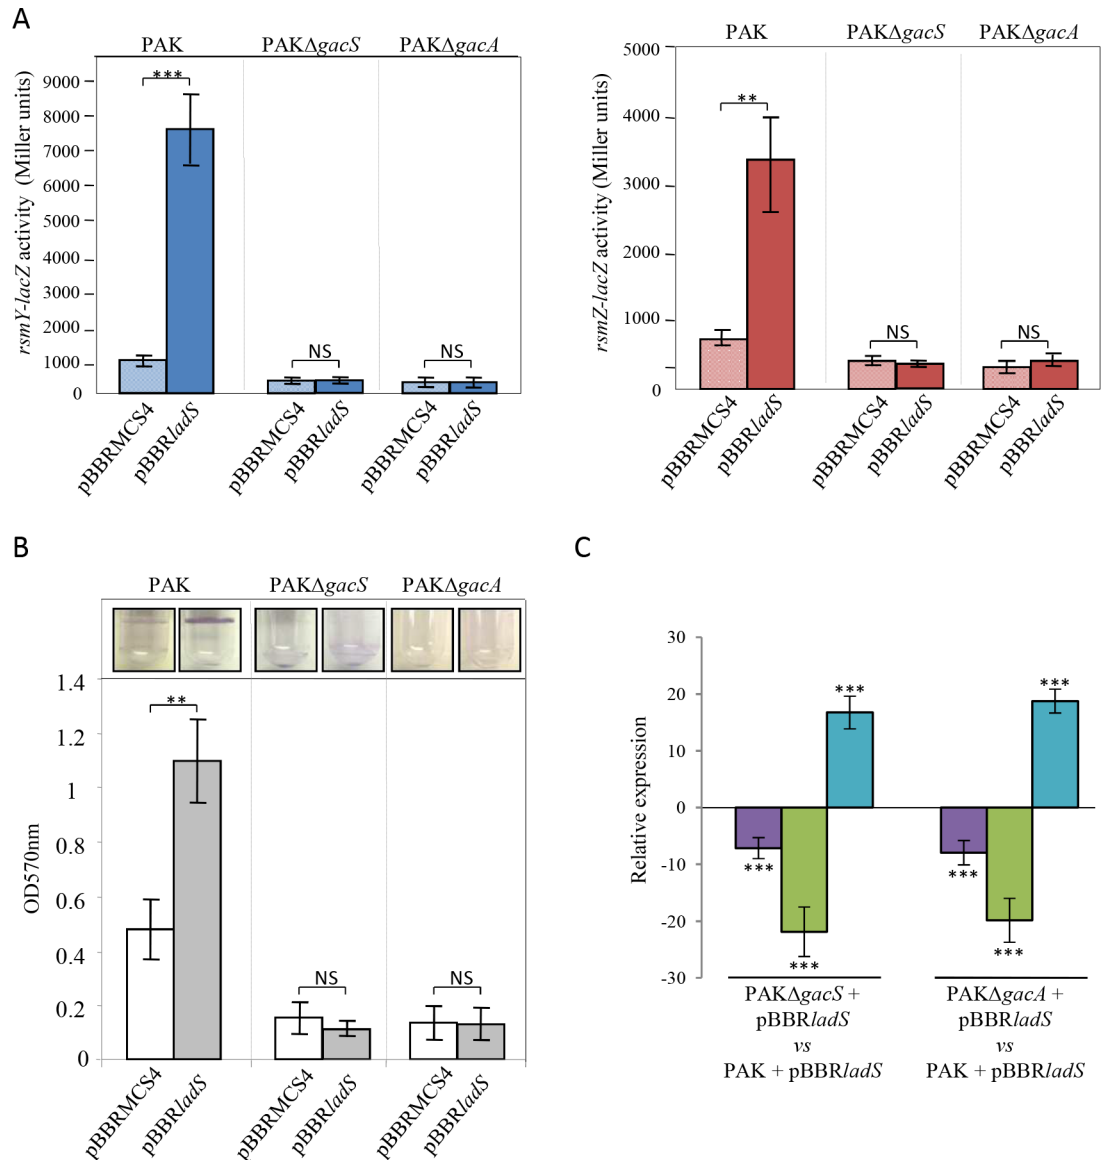 A
PAK
PAKΔgacS
PAKΔgacA
rsmY-lacZ activity (Miller units)
9000
8000
7000
6000
5000
4000
3000
2000
1000
0
***
NS
NS
pBBRMCS4
pBBRladS
pBBRMCS4
pBBRladS
pBBRMCS4
pBBRladS
PAK
PAKΔgacS
PAKΔgacA
rsmZ-lacZ activity (Miller units)
5000
4000
3000
2000
1000
0
**
NS
NS
pBBRMCS4
pBBRladS
pBBRMCS4
pBBRladS
pBBRMCS4
pBBRladS
B
PAK
PAKΔgacS
PAKΔgacA
OD570nm
1.4
1.2
1
0.8
0.6
0.4
0.2
0
**
NS
NS
pBBRMCS4
pBBRladS
pBBRMCS4
pBBRladS
pBBRMCS4
pBBRladS
C
Relative expression
30
20
10
0
-10
-20
-30
***
***
***
***
***
***
PAKΔgacS +
pBBRladS
vs
PAK + pBBRladS
PAKΔgacA +
pBBRladS
vs
PAK + pBBRladS